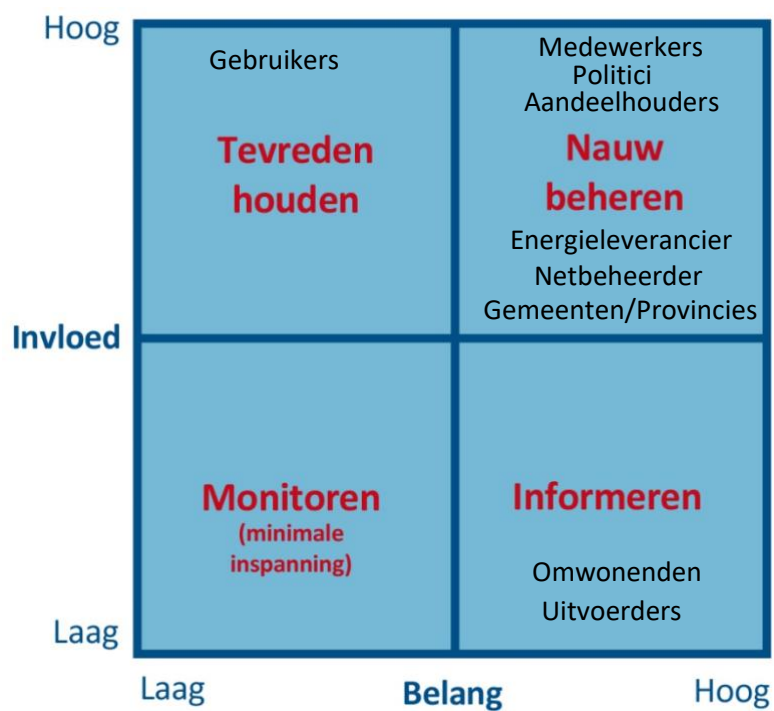 Hoog
Gebruikers
Tevreden
houden
Medewerkers
Politici
Aandeelhouders
Nauw
beheren
Energieleverancier
Netbeheerder
Gemeenten/Provincies
Invloed
Monitoren
(minimale
inspanning)
Informeren
Omwonenden
Uitvoerders
Laag
Laag
Belang
Hoog